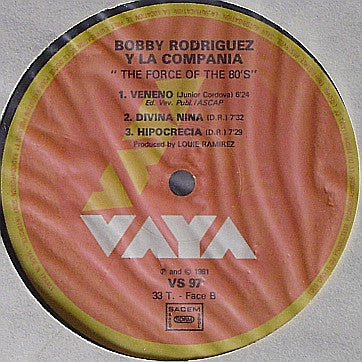 BOBBY RODRIGUEZ
Y LA COMPANIA
" THE FORCE OF THE 80'S"
1. VENENO (Junior Cordova) 6'24
Ed. Vev. Publ./ASCAP
2. DIVINA NINA (D.R.) 7'32
3. HIPOCRECIA (D.R.) 7'29
Produced by LOUIE RAMIREZ
VAYA
℗ and © 1981
VS 97
33 T. - Face B
SACEM
SDRM